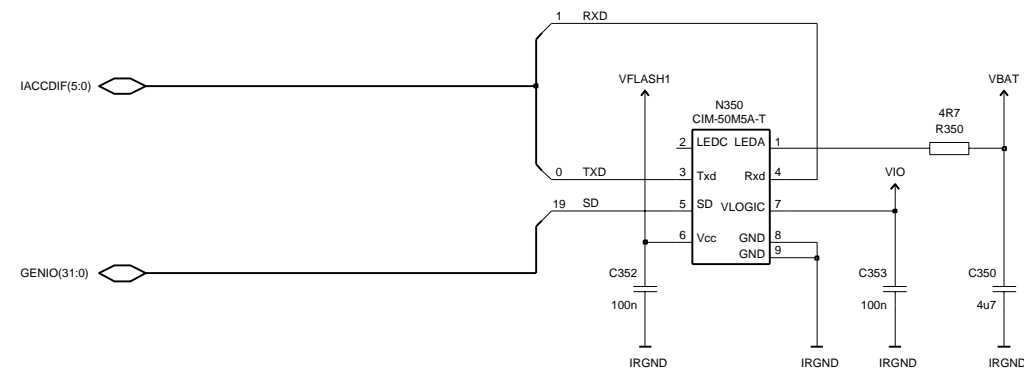 1 RXD
IACCDIF(5:0)
VFLASH1
VBAT
N350
CIM-50M5A-T
4R7
R350
2 LEDC LEDA 1
0 TXD 3 Txd Rxd 4
VIO
19 SD 5 SD VLOGIC 7
6 Vcc GND 8
GND 9
GENIO(31:0)
C352
100n
C353
100n
C350
4u7
IRGND IRGND IRGND IRGND